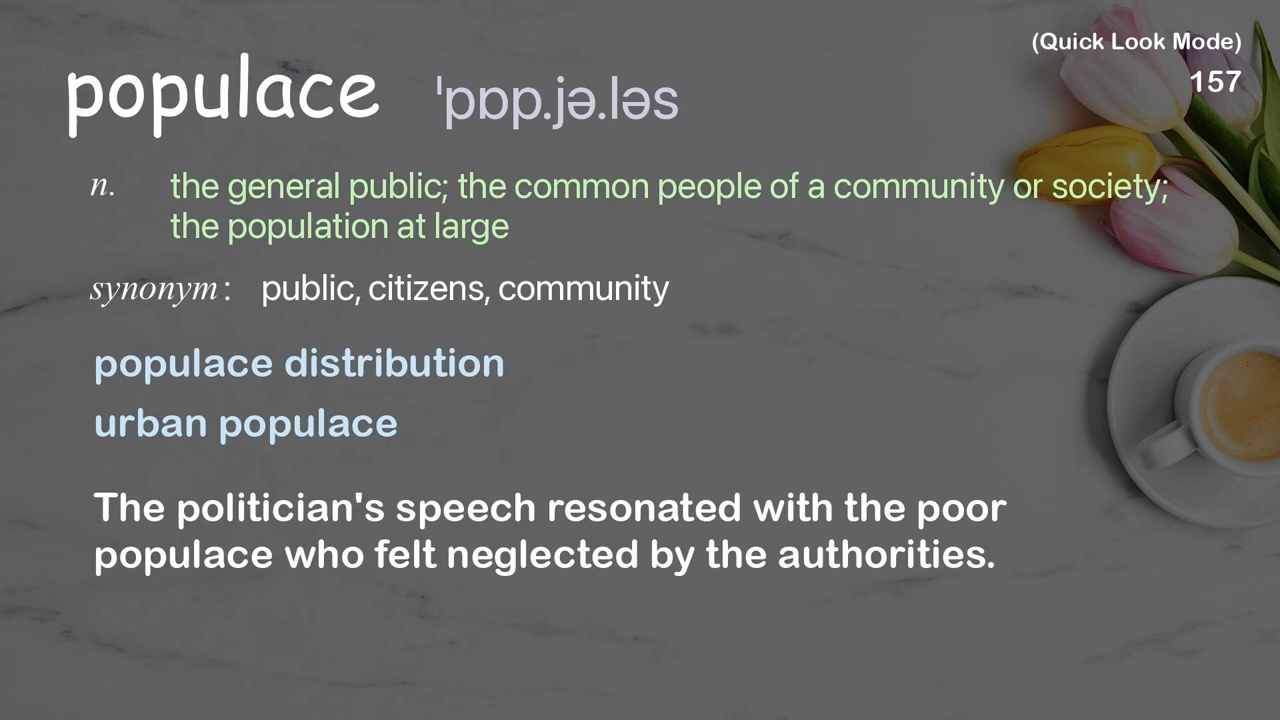 (Quick Look Mode)
populace ˈpɒp.jə.ləs
157
n. the general public; the common people of a community or society;
the population at large
synonym: public, citizens, community
populace distribution
urban populace
The politician's speech resonated with the poor
populace who felt neglected by the authorities.